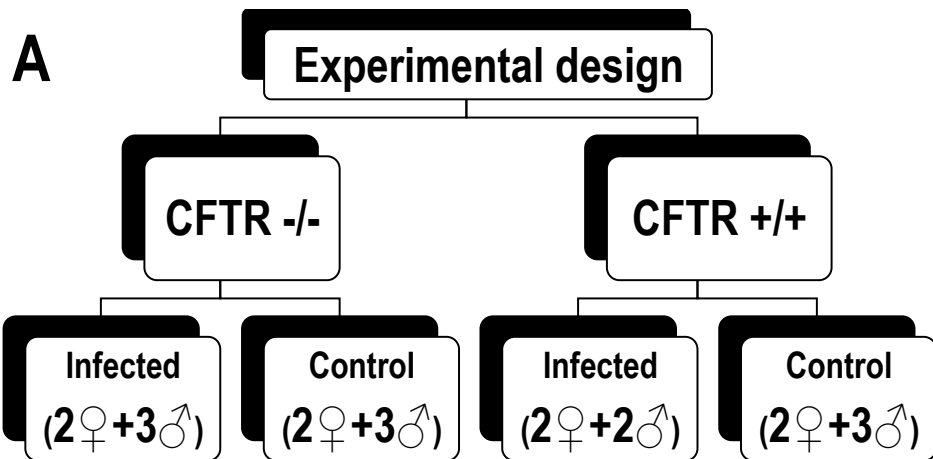 A
Experimental design
CFTR -/-
CFTR +/+
Infected
(2♀+3♂)
Control
(2♀+3♂)
Infected
(2♀+2♂)
Control
(2♀+3♂)